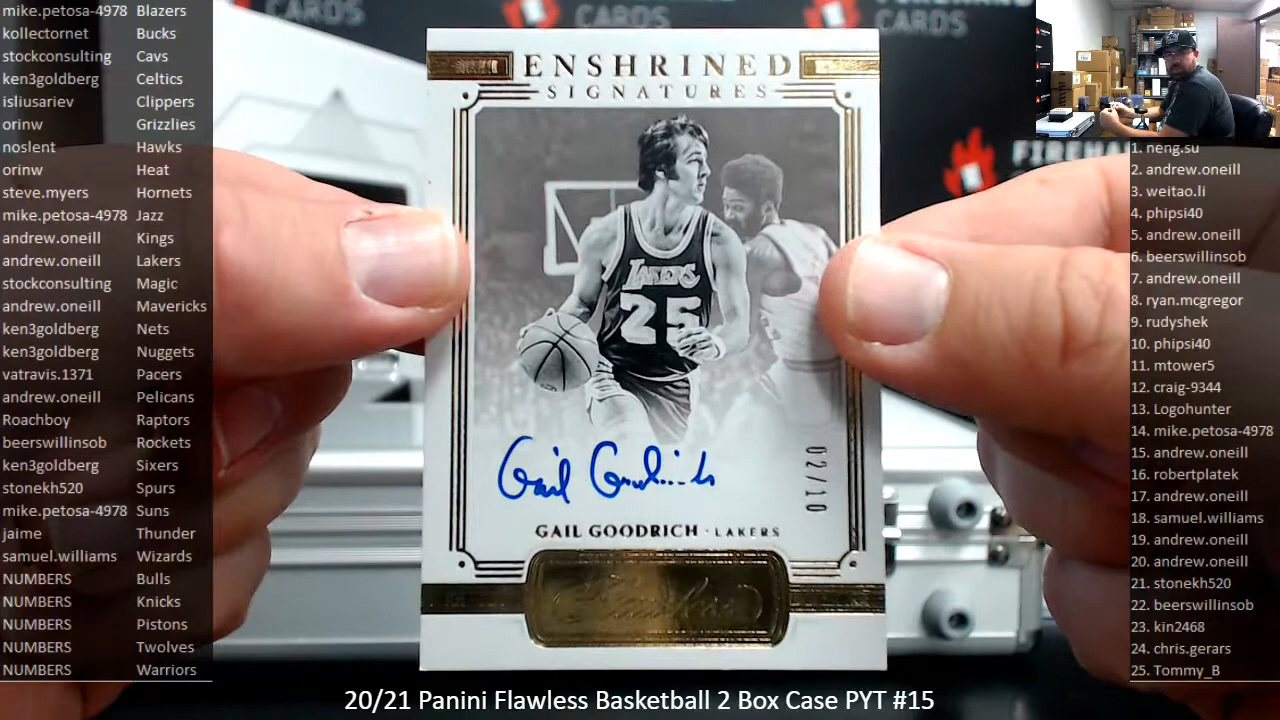 mike.petosa-4978 Blazers
kollectornet Bucks
stockconsulting Cavs
ken3goldberg Celtics
isliusariev Clippers
orinw Grizzlies
noslent Hawks
orinw Heat
steve.myers Hornets
mike.petosa-4978 Jazz
andrew.oneill Kings
andrew.oneill Lakers
stockconsulting Magic
andrew.oneill Mavericks
ken3goldberg Nets
ken3goldberg Nuggets
vatravis.1371 Pacers
andrew.oneill Pelicans
Roachboy Raptors
beerswillinsob Rockets
ken3goldberg Sixers
stonekh520 Spurs
mike.petosa-4978 Suns
jaime Thunder
samuel.williams Wizards
NUMBERS Bulls
NUMBERS Knicks
NUMBERS Pistons
NUMBERS Twolves
NUMBERS Warriors
CARDS
CARDS
ENSHRINED
SIGNATURES
LAKERS
25
Gail Goodrich
02/10
GAIL GOODRICH · LAKERS
Flawless
1. neng.su
2. andrew.oneill
3. weitao.li
4. phipsi40
5. andrew.oneill
6. beerswillinsob
7. andrew.oneill
8. ryan.mcgregor
9. rudyshek
10. phipsi40
11. mtower5
12. craig-9344
13. Logohunter
14. mike.petosa-4978
15. andrew.oneill
16. robertplatek
17. andrew.oneill
18. samuel.williams
19. andrew.oneill
20. andrew.oneill
21. stonekh520
22. beerswillinsob
23. kin2468
24. chris.gerars
25. Tommy_B
20/21 Panini Flawless Basketball 2 Box Case PYT #15